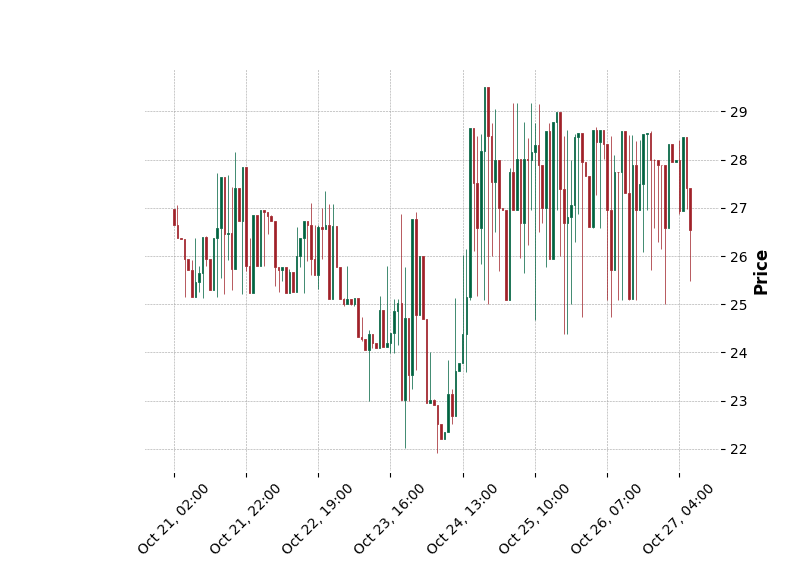 29
28
27
26
25
24
23
22
Price
Oct 21, 02:00
Oct 21, 22:00
Oct 22, 19:00
Oct 23, 16:00
Oct 24, 13:00
Oct 25, 10:00
Oct 26, 07:00
Oct 27, 04:00